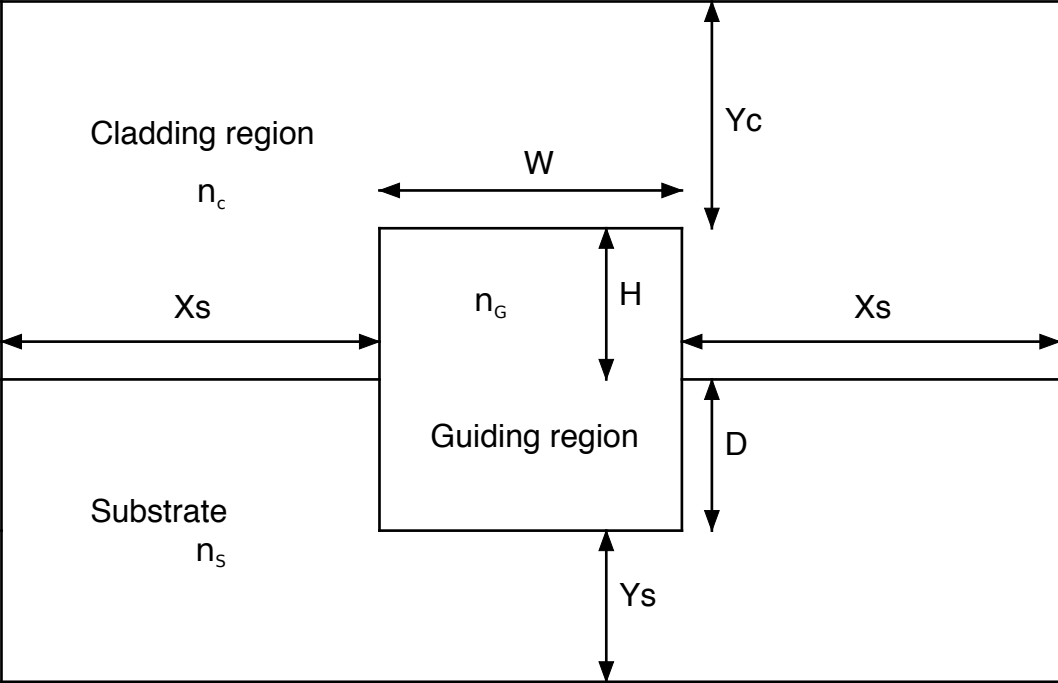 Yc
Cladding region
W
n_c
n_G
H
Xs
Xs
Guiding region
D
Substrate
n_S
Ys